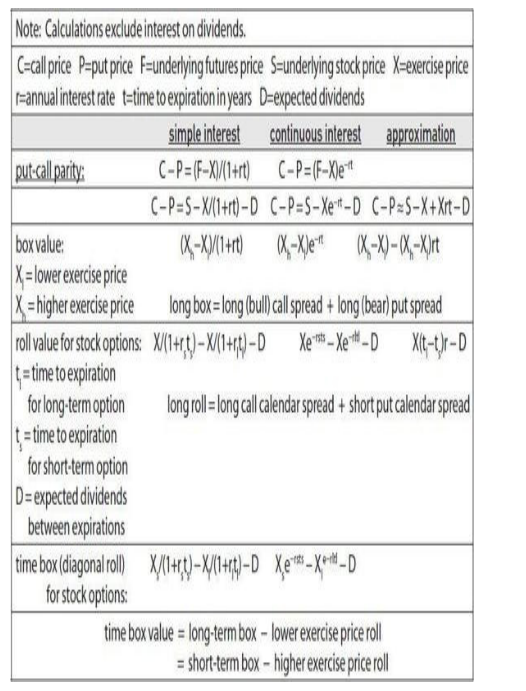 Note: Calculations exclude interest on dividends.
C=call price P=put price F=underlying futures price S=underlying stock price X=exercise price
r=annual interest rate t=time to expiration in years D=expected dividends
simple interest continuous interest approximation
put-call parity: C–P=(F–X)/(1+rt) C–P=(F–X)e⁻ʳᵗ
C–P=S–X/(1+rt)–D C–P=S–Xe⁻ʳᵗ–D C–P≈S–X+Xrt–D
box value: (Xₕ–Xₗ)/(1+rt) (Xₕ–Xₗ)e⁻ʳᵗ (Xₕ–Xₗ)–(Xₕ–Xₗ)rt
Xₗ=lower exercise price
Xₕ=higher exercise price long box=long (bull) call spread + long (bear) put spread
roll value for stock options: X/(1+rₛtₛ)–X/(1+rₗtₗ)–D Xe⁻ʳˢᵗˢ–Xe⁻ʳˡᵗˡ–D X(tₗ–tₛ)r–D
tₗ=time to expiration
for long-term option long roll=long call calendar spread + short put calendar spread
tₛ=time to expiration
for short-term option
D=expected dividends
between expirations
time box (diagonal roll) Xₛ/(1+rₛtₛ)–Xₗ/(1+rₗtₗ)–D Xₛe⁻ʳˢᵗˢ–Xₗe⁻ʳˡᵗˡ–D
for stock options:
time box value = long-term box – lower exercise price roll
= short-term box – higher exercise price roll